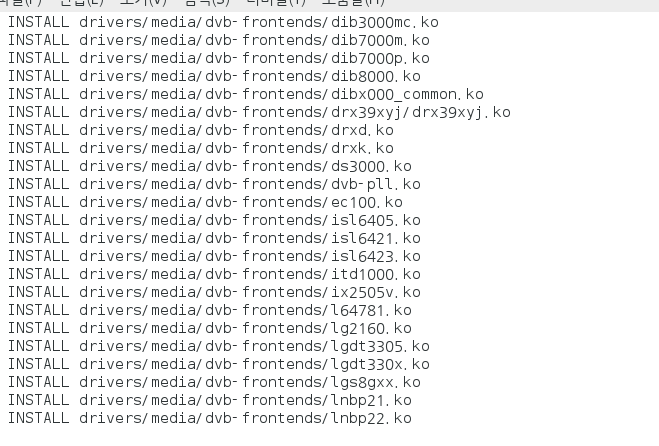 INSTALL drivers/media/dvb-frontends/dib3000mc.ko
INSTALL drivers/media/dvb-frontends/dib7000m.ko
INSTALL drivers/media/dvb-frontends/dib7000p.ko
INSTALL drivers/media/dvb-frontends/dib8000.ko
INSTALL drivers/media/dvb-frontends/dibx000_common.ko
INSTALL drivers/media/dvb-frontends/drx39xyj/drx39xyj.ko
INSTALL drivers/media/dvb-frontends/drxd.ko
INSTALL drivers/media/dvb-frontends/drxk.ko
INSTALL drivers/media/dvb-frontends/ds3000.ko
INSTALL drivers/media/dvb-frontends/dvb-pll.ko
INSTALL drivers/media/dvb-frontends/ec100.ko
INSTALL drivers/media/dvb-frontends/isl6405.ko
INSTALL drivers/media/dvb-frontends/isl6421.ko
INSTALL drivers/media/dvb-frontends/isl6423.ko
INSTALL drivers/media/dvb-frontends/itd1000.ko
INSTALL drivers/media/dvb-frontends/ix2505v.ko
INSTALL drivers/media/dvb-frontends/l64781.ko
INSTALL drivers/media/dvb-frontends/lg2160.ko
INSTALL drivers/media/dvb-frontends/lgdt3305.ko
INSTALL drivers/media/dvb-frontends/lgdt330x.ko
INSTALL drivers/media/dvb-frontends/lgs8gxx.ko
INSTALL drivers/media/dvb-frontends/lnbp21.ko
INSTALL drivers/media/dvb-frontends/lnbp22.ko